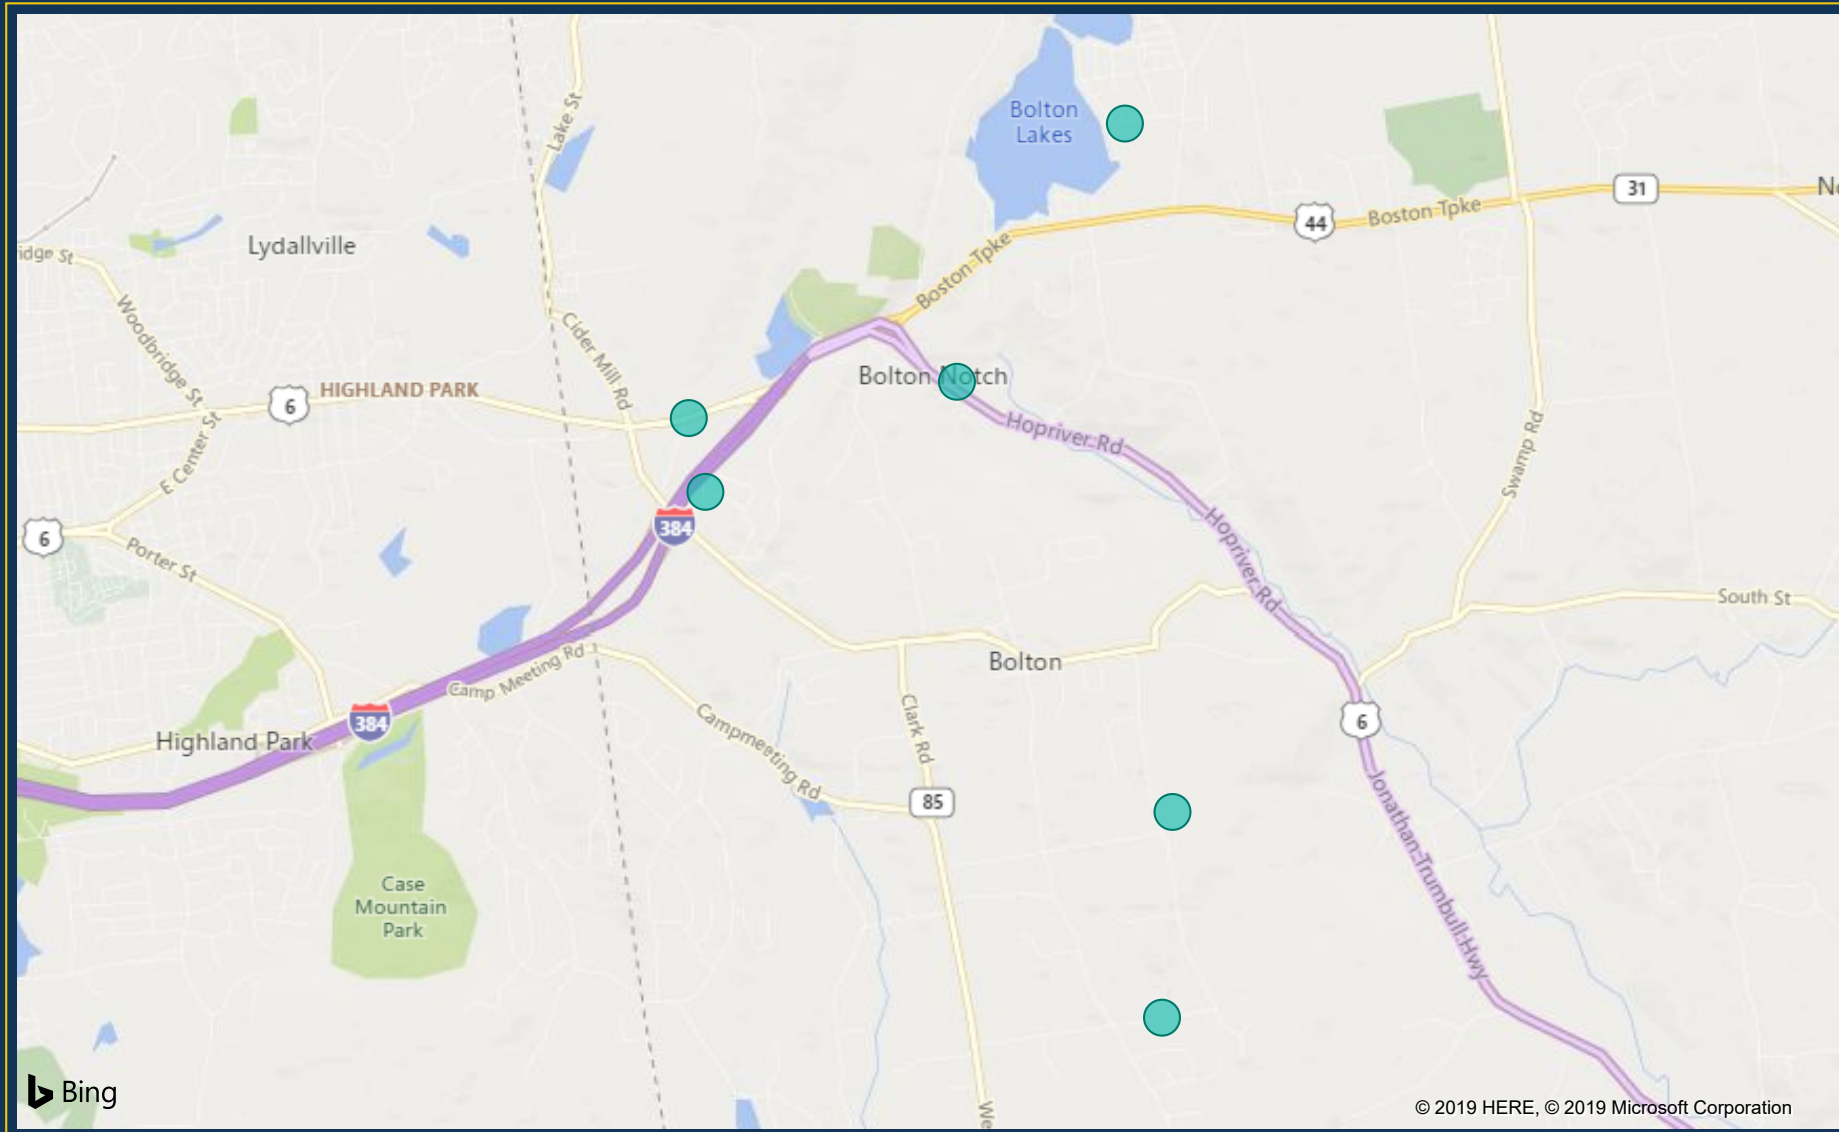 Lake St
Bolton
Lakes
31
44
Boston Tpke
idge St
Lydallville
Boston Tpke
Woodbridge St
Cider Mill Rd
HIGHLAND PARK
6
Bolton Notch
E Center St
Hopriver Rd
Swamp Rd
384
6
Porter St
Hopriver Rd
South St
Camp Meeting Rd
Bolton
384
Highland Park
Campmeeting Rd
Clark Rd
6
85
Jonathan Trumbull Hwy
Case
Mountain
Park
Bing
© 2019 HERE, © 2019 Microsoft Corporation